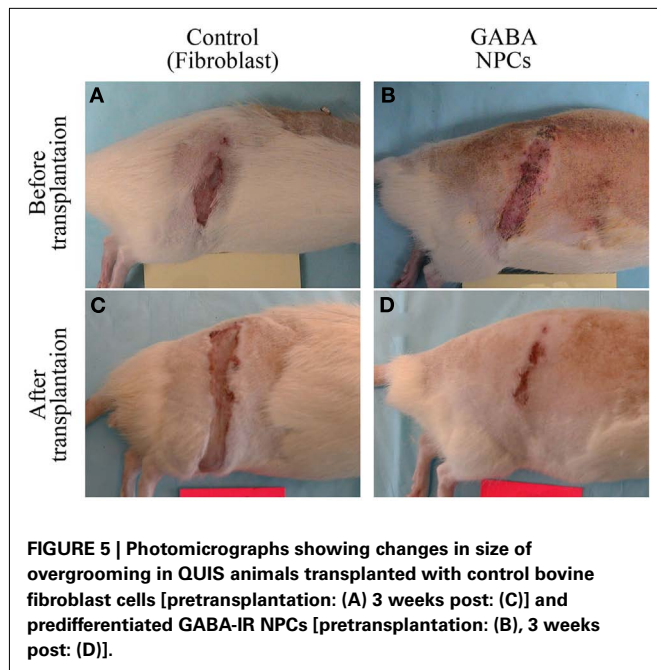 Control
(Fibroblast)
GABA
NPCs
Before
transplantaion
A
B
After
transplantaion
C
D
FIGURE 5 | Photomicrographs showing changes in size of
overgrooming in QUIS animals transplanted with control bovine
fibroblast cells [pretransplantation: (A) 3 weeks post: (C)] and
predifferentiated GABA-IR NPCs [pretransplantation: (B), 3 weeks
post: (D)].